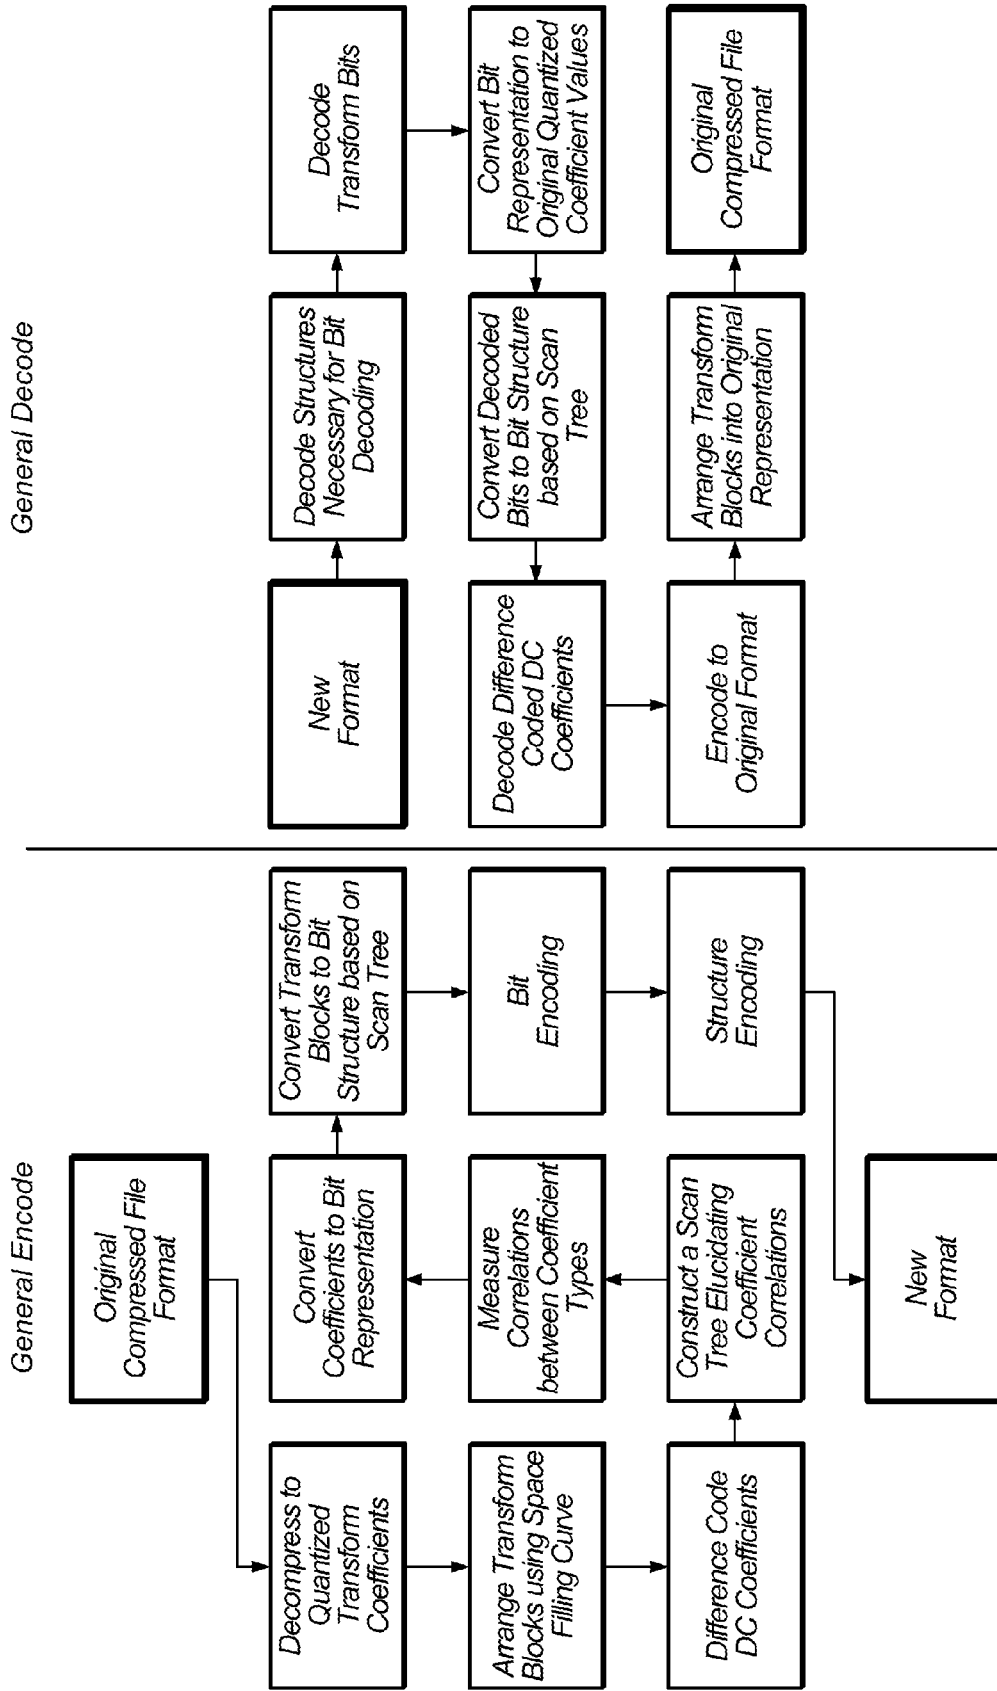 General Encode
Original
Compressed File
Format
Decompress to
Quantized
Transform
Coefficients
Arrange Transform
Blocks using Space
Filling Curve
Difference Code
DC Coefficients
Construct a Scan
Tree Elucidating
Coefficient
Correlations
Measure
Correlations
between Coefficient
Types
Convert
Coefficients to Bit
Representation
Convert Transform
Blocks to Bit
Structure based on
Scan Tree
Bit
Encoding
Structure
Encoding
New
Format
General Decode
New
Format
Decode Structures
Necessary for Bit
Decoding
Decode
Transform Bits
Convert Bit
Representation to
Original Quantized
Coefficient Values
Convert Decoded
Bits to Bit Structure
based on Scan
Tree
Decode Difference
Coded DC
Coefficients
Encode to
Original Format
Arrange Transform
Blocks into Original
Representation
Original
Compressed File
Format